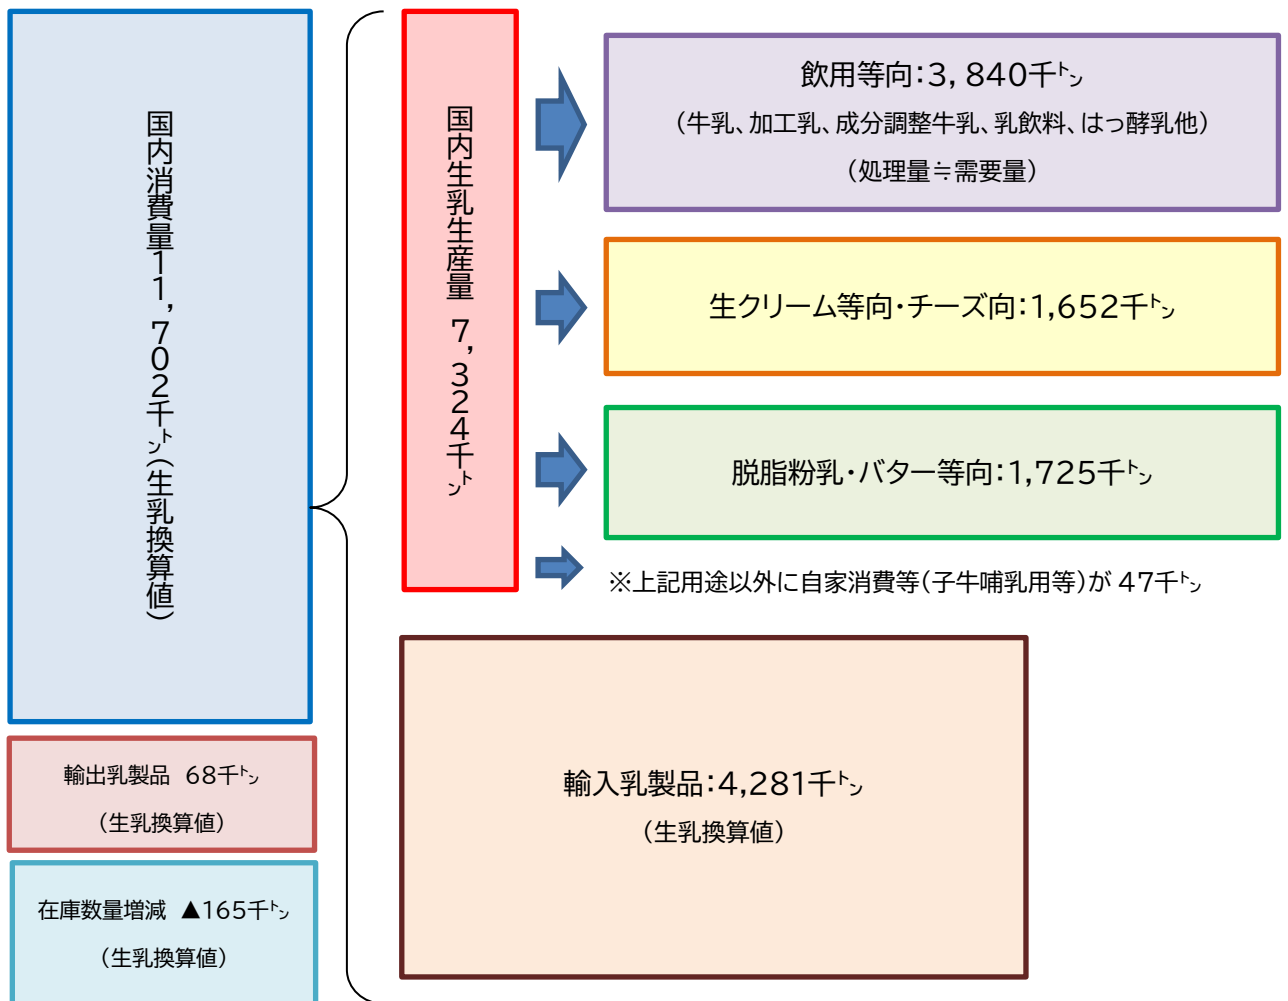 国内消費量11,702千㌧(生乳換算値)
輸出乳製品 68千㌧
(生乳換算値)
在庫数量増減 ▲165千㌧
(生乳換算値)
国内生乳生産量 7,324千㌧
飲用等向:3,840千㌧
(牛乳、加工乳、成分調整牛乳、乳飲料、はっ酵乳他)
(処理量≒需要量)
生クリーム等向・チーズ向:1,652千㌧
脱脂粉乳・バター等向:1,725千㌧
※上記用途以外に自家消費等(子牛哺乳用等)が 47千㌧
輸入乳製品:4,281千㌧
(生乳換算値)